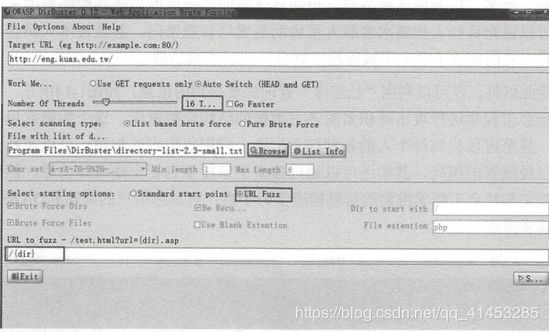 OWASP DirBuster 0.12 - Web Application Brute Forcing
File Options About Help
Target URL (eg http://example.com:80/)
http://eng.kuas.edu.tw/
Work Me... Use GET requests only Auto Switch (HEAD and GET)
Number Of Threads 16 T... Go Faster
Select scanning type: List based brute force Pure Brute Force
File with list of d...
Program Files\DirBuster\directory-list-2.3-small.txt Browse List Info
Char set a-zA-Z0-9%20-_ Min length 1 Max Length 8
Select starting options: Standard start point URL Fuzz
Brute Force Dirs Be Recu... Dir to start with /
Brute Force Files Use Blank Extention File extention php
URL to fuzz - /test.html?url={dir}.asp
/{dir}
Exit S...
https://blog.csdn.net/qq_41453285